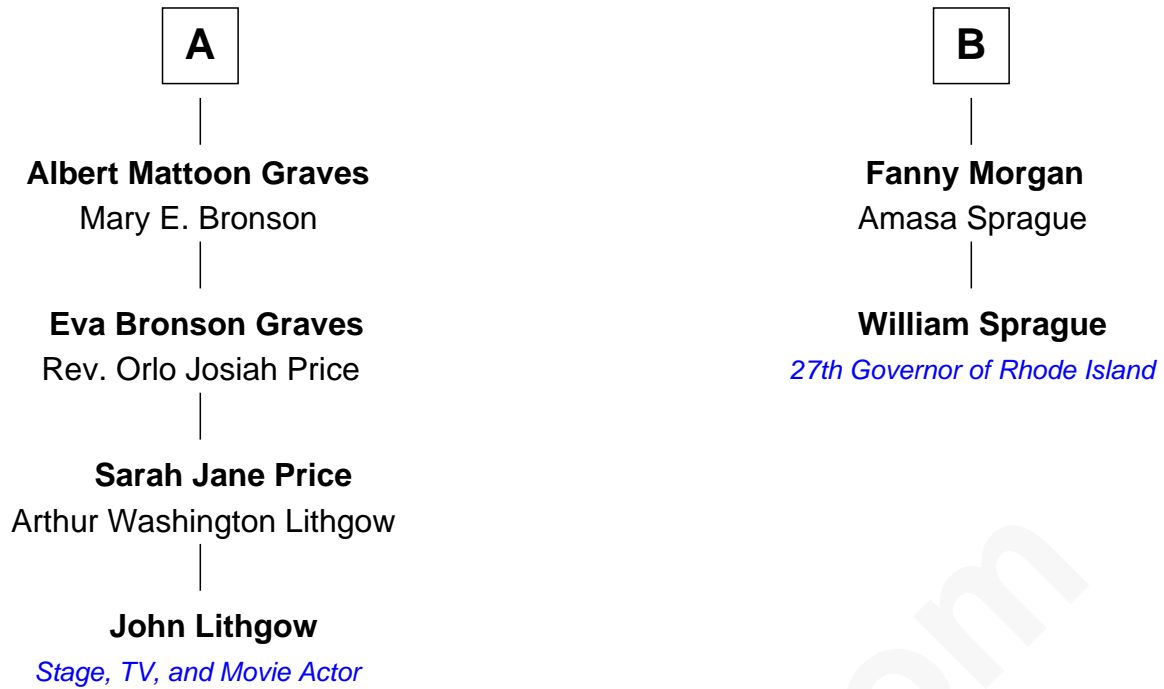 A
Albert Mattoon Graves
Mary E. Bronson
Eva Bronson Graves
Rev. Orlo Josiah Price
Sarah Jane Price
Arthur Washington Lithgow
John Lithgow
Stage, TV, and Movie Actor
B
Fanny Morgan
Amasa Sprague
William Sprague
27th Governor of Rhode Island
om